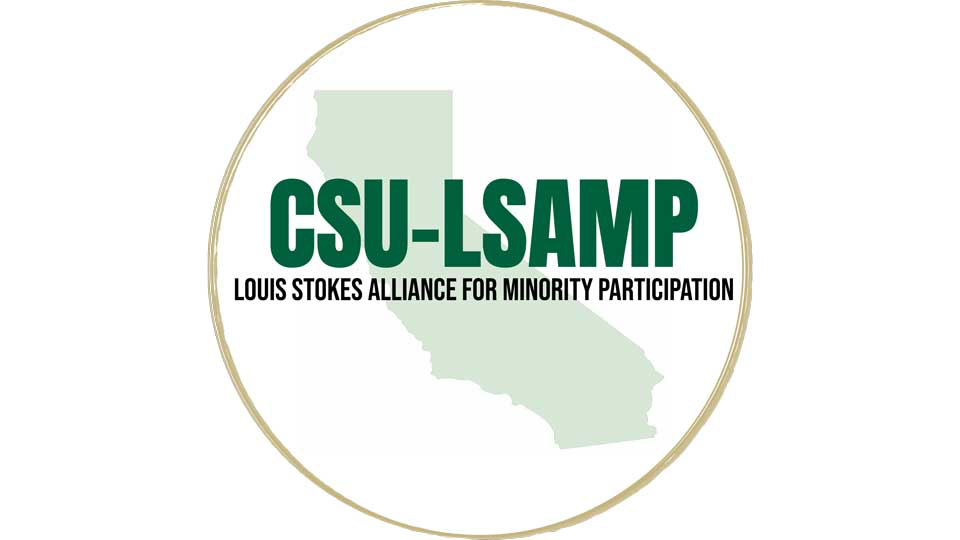 CSU-LSAMP
LOUIS STOKES ALLIANCE FOR MINORITY PARTICIPATION